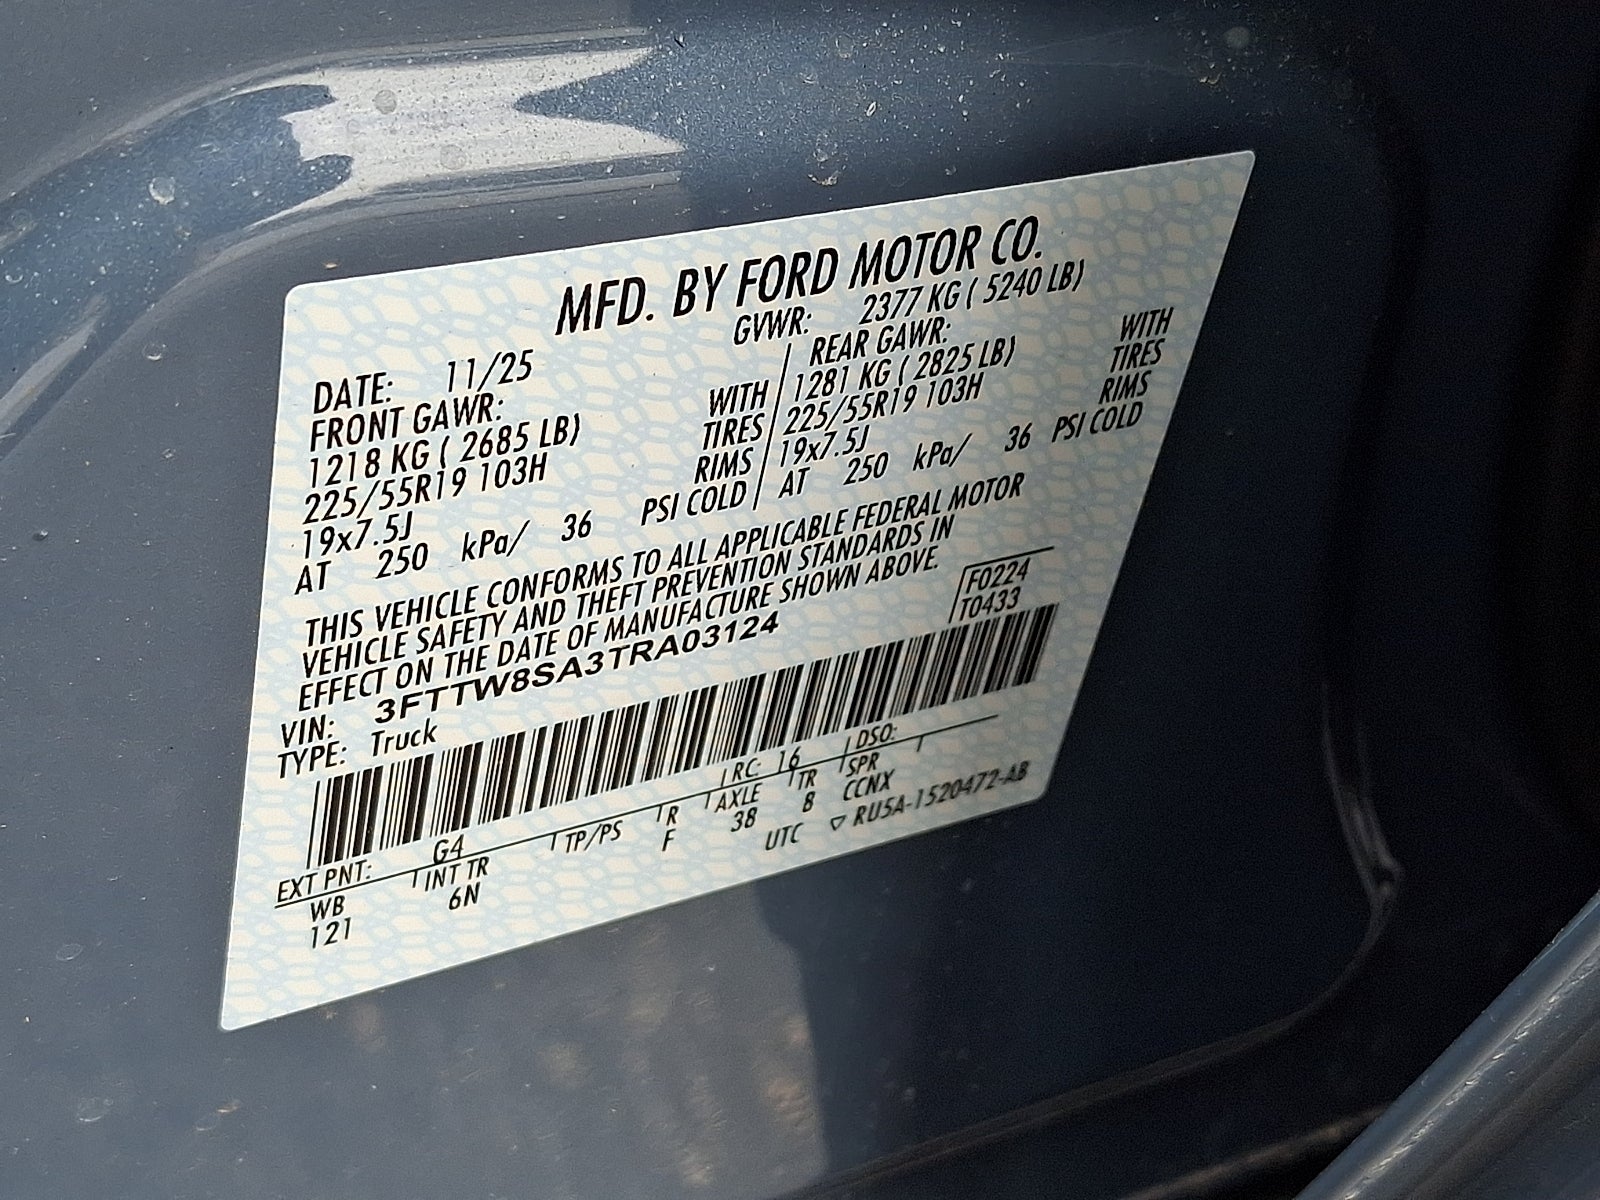 MFD. BY FORD MOTOR CO.
DATE: 11/25 GVWR: 2377 KG ( 5240 LB)
FRONT GAWR: REAR GAWR:
1218 KG ( 2685 LB) WITH 1281 KG ( 2825 LB) WITH
225/55R19 103H TIRES 225/55R19 103H TIRES
19x7.5J RIMS 19x7.5J RIMS
AT 250 kPa/ 36 PSI COLD AT 250 kPa/ 36 PSI COLD
THIS VEHICLE CONFORMS TO ALL APPLICABLE FEDERAL MOTOR
VEHICLE SAFETY AND THEFT PREVENTION STANDARDS IN
EFFECT ON THE DATE OF MANUFACTURE SHOWN ABOVE.
VIN: 3FTTW8SA3TRA03124 F0224
TYPE: Truck T0433
EXT PNT: G4 RC: 16 DSO:
WB INT TR TP/PS R AXLE TR SPR
121 6N F 38 8 CCNX
UTC ▽ RU5A-1520472-AB